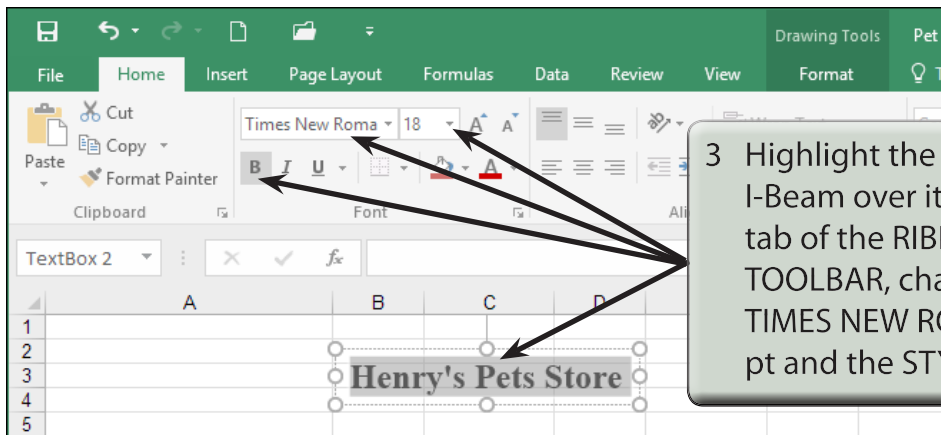 Drawing Tools Pet
File Home Insert Page Layout Formulas Data Review View Format
Cut
Copy
Format Painter
Paste
Times New Roma 18 A A
B I U A
Clipboard Font Ali
TextBox 2 fx
A B C D
1
2
3
4
5
Henry's Pets Store
3 Highlight the
I-Beam over it
tab of the RIB
TOOLBAR, cha
TIMES NEW RO
pt and the STY